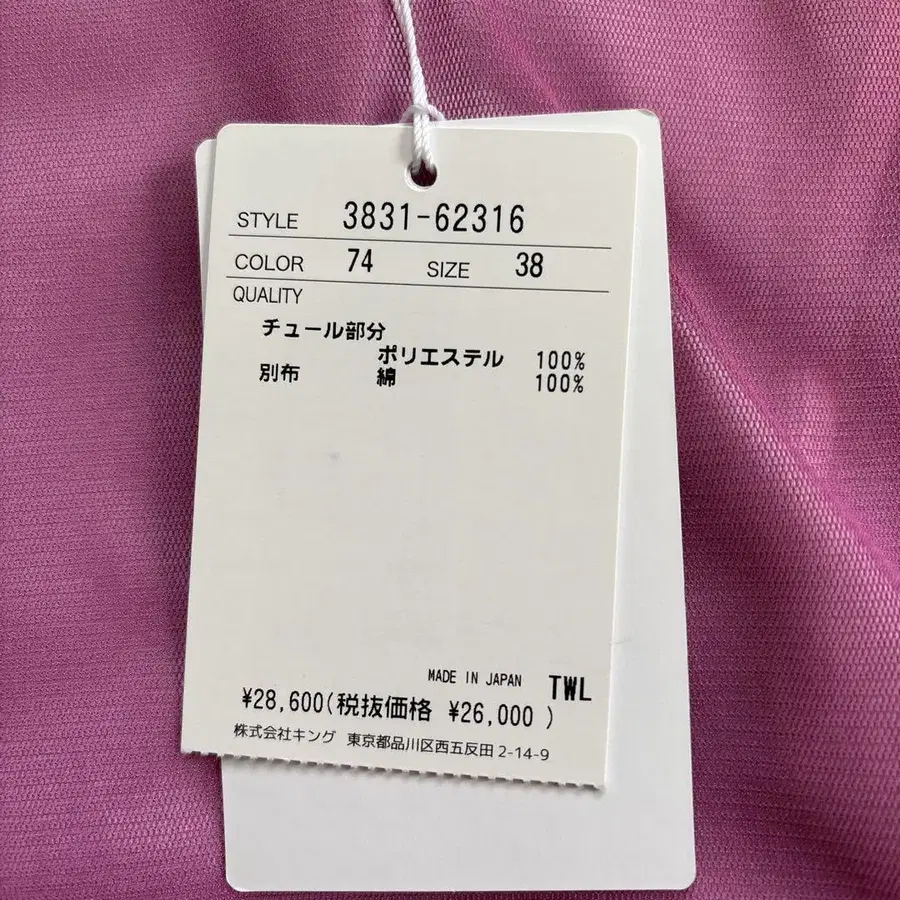 STYLE 3831-62316
COLOR 74 SIZE 38
QUALITY
チュール部分
ポリエステル 100%
別布 綿 100%
MADE IN JAPAN TWL
¥28,600(税抜価格 ¥26,000 )
株式会社キング 東京都品川区西五反田 2-14-9